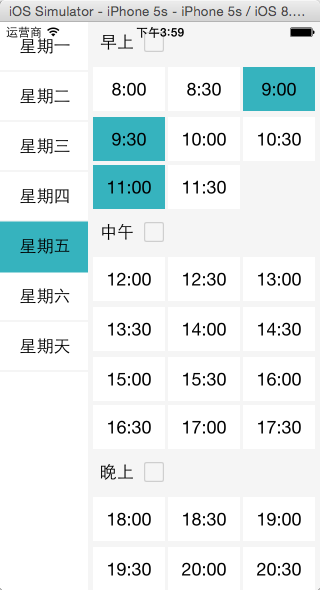 iOS Simulator - iPhone 5s - iPhone 5s / iOS 8....
运营商 下午3:59
星期一
星期二
星期三
星期四
星期五
星期六
星期天
早上
8:00 8:30 9:00
9:30 10:00 10:30
11:00 11:30
中午
12:00 12:30 13:00
13:30 14:00 14:30
15:00 15:30 16:00
16:30 17:00 17:30
晚上
18:00 18:30 19:00
19:30 20:00 20:30